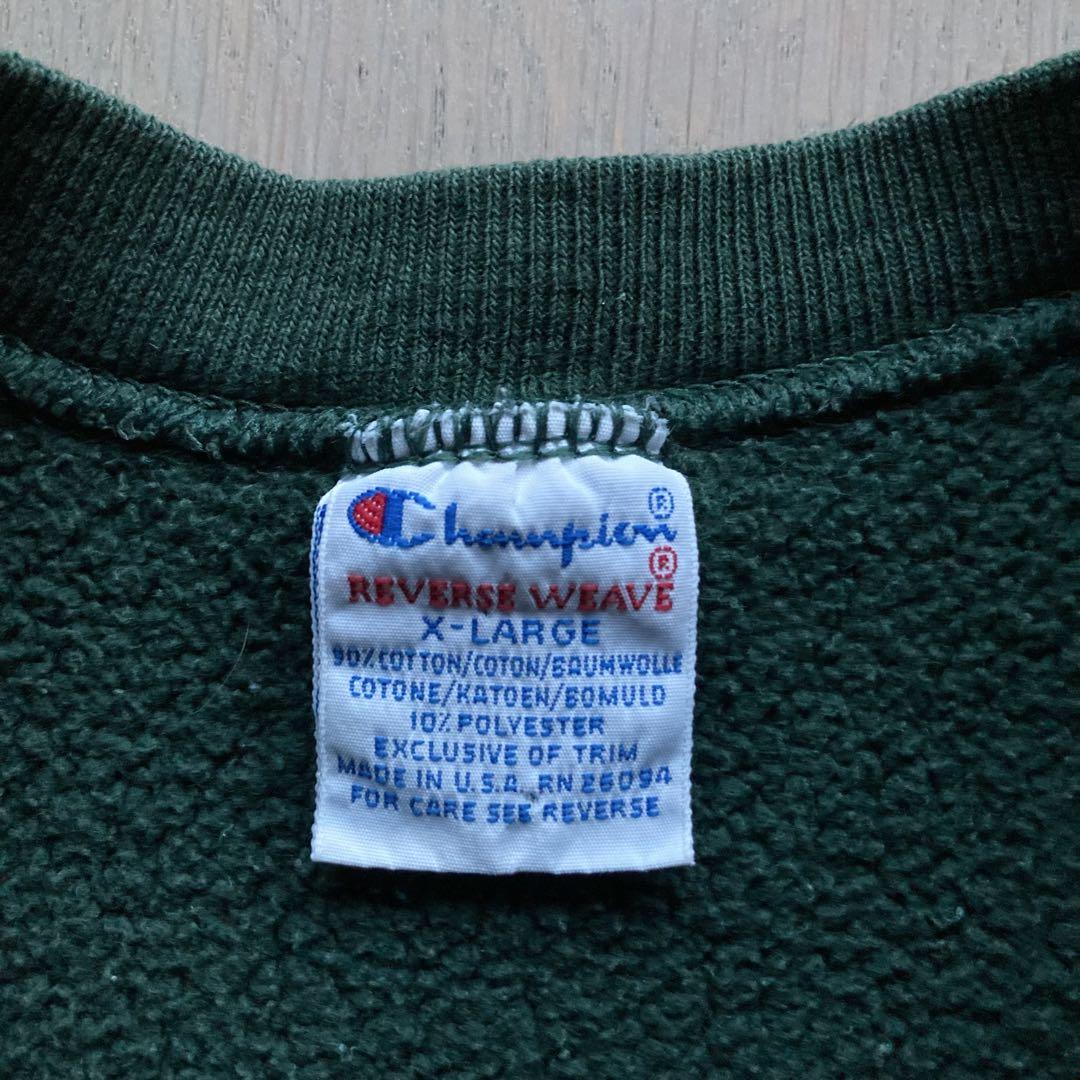 Champion®
REVERSE WEAVE®
X-LARGE
90% COTTON/COTON/BAUMWOLLE
COTONE/KATOEN/BOMULD
10% POLYESTER
EXCLUSIVE OF TRIM
MADE IN U.S.A. RN 26094
FOR CARE SEE REVERSE